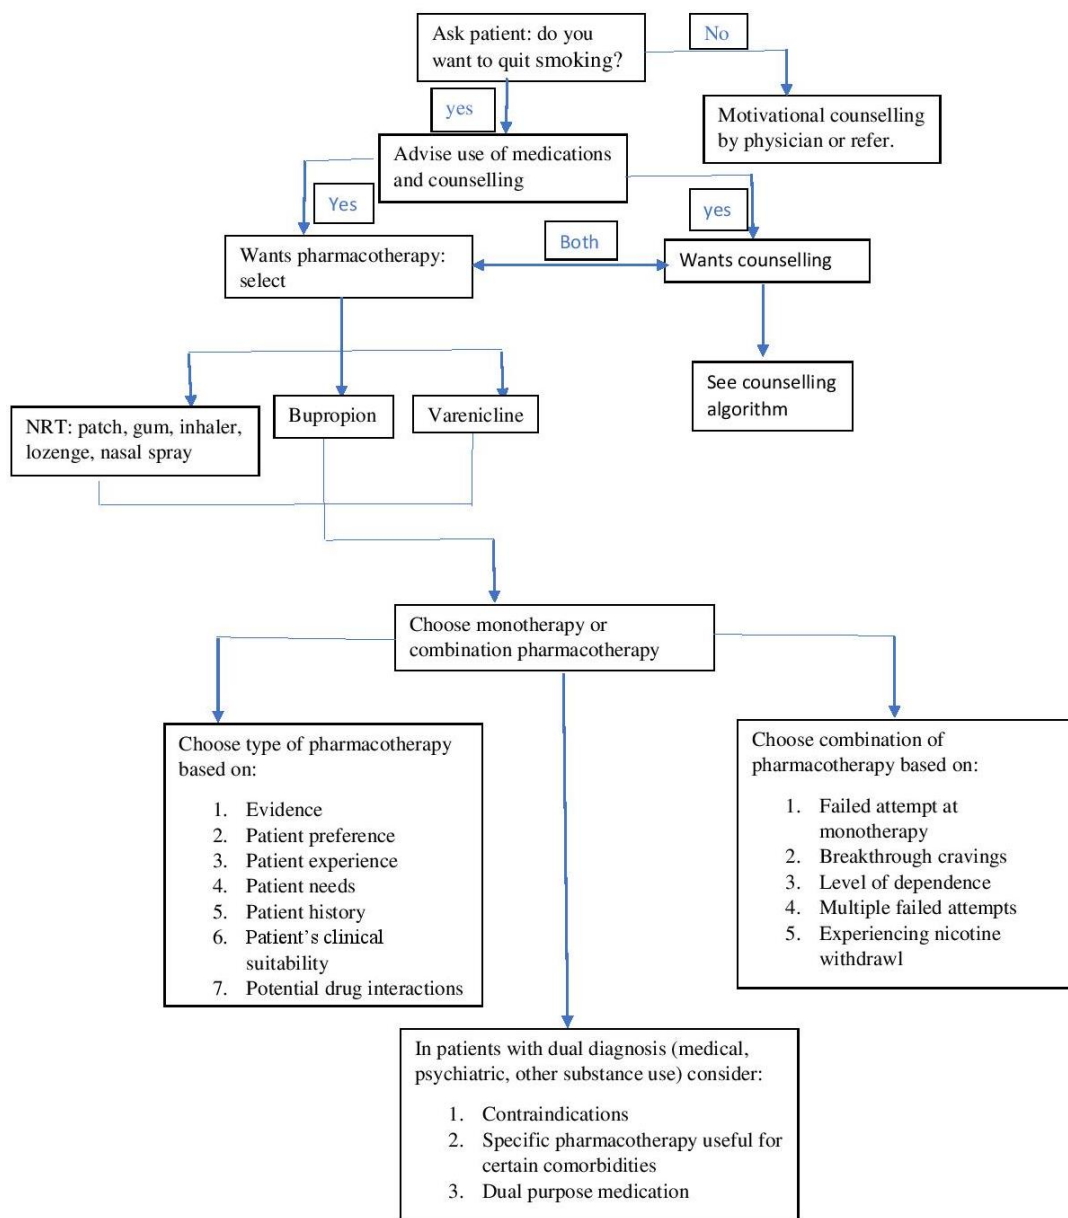 Ask patient: do you
want to quit smoking?
No
yes
Motivational counselling
by physician or refer.
Advise use of medications
and counselling
Yes
yes
Both
Wants pharmacotherapy:
select
Wants counselling
See counselling
algorithm
NRT: patch, gum, inhaler,
lozenge, nasal spray
Bupropion
Varenicline
Choose monotherapy or
combination pharmacotherapy
Choose type of pharmacotherapy
based on:
1. Evidence
2. Patient preference
3. Patient experience
4. Patient needs
5. Patient history
6. Patient’s clinical
suitability
7. Potential drug interactions
Choose combination of
pharmacotherapy based on:
1. Failed attempt at
monotherapy
2. Breakthrough cravings
3. Level of dependence
4. Multiple failed attempts
5. Experiencing nicotine
withdrawl
In patients with dual diagnosis (medical,
psychiatric, other substance use) consider:
1. Contraindications
2. Specific pharmacotherapy useful for
certain comorbidities
3. Dual purpose medication